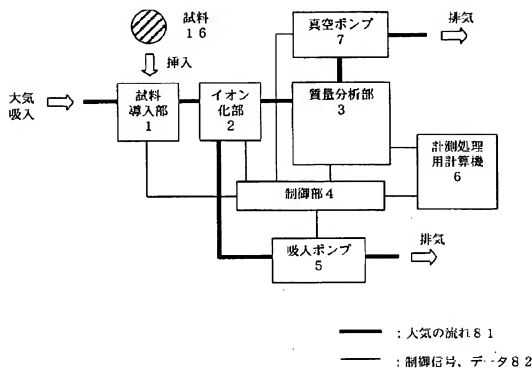 試料
16
挿入
大気
吸入
試料
導入部
1
イオン
化部
2
真空ポンプ
7
排気
質量分析部
3
計測処理
用計算機
6
制御部4
吸入ポンプ
5
排気
：大気の流れ81
：制御信号、データ82